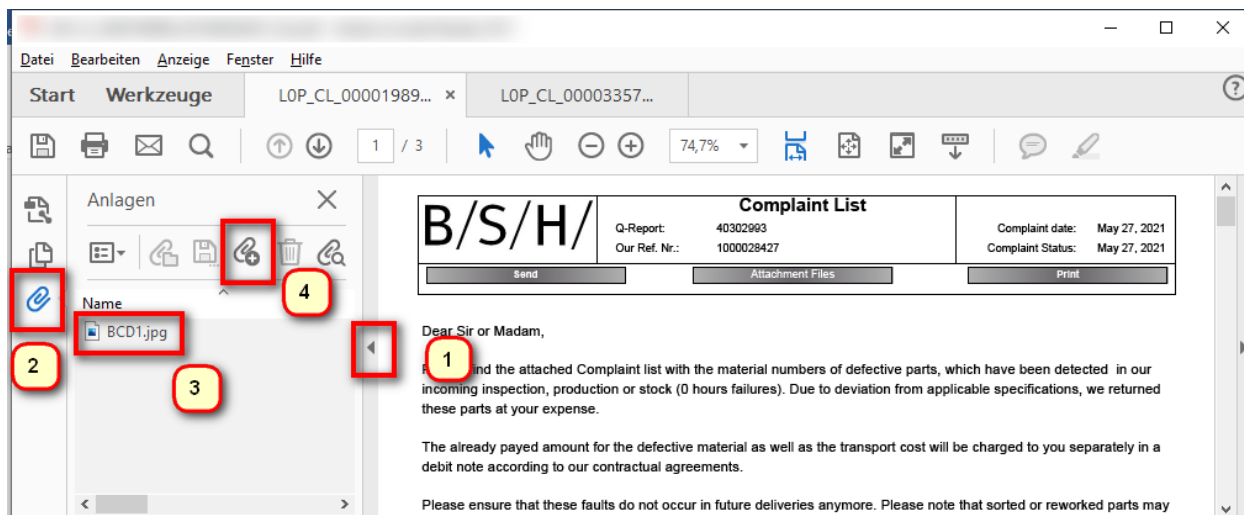 Datei Bearbeiten Anzeige Fenster Hilfe
Start Werkzeuge L0P_CL_00001989... × L0P_CL_00003357...
1 / 3 74,7%
Anlagen
Name
BCD1.jpg
1
2
3
4
B/S/H/
Complaint List
Q-Report: 40302993
Our Ref. Nr.: 1000028427
Complaint date: May 27, 2021
Complaint Status: May 27, 2021
Send Attachment Files Print
Dear Sir or Madam,
ind the attached Complaint list with the material numbers of defective parts, which have been detected in our
incoming inspection, production or stock (0 hours failures). Due to deviation from applicable specifications, we returned
these parts at your expense.
The already payed amount for the defective material as well as the transport cost will be charged to you separately in a
debit note according to our contractual agreements.
Please ensure that these faults do not occur in future deliveries anymore. Please note that sorted or reworked parts may